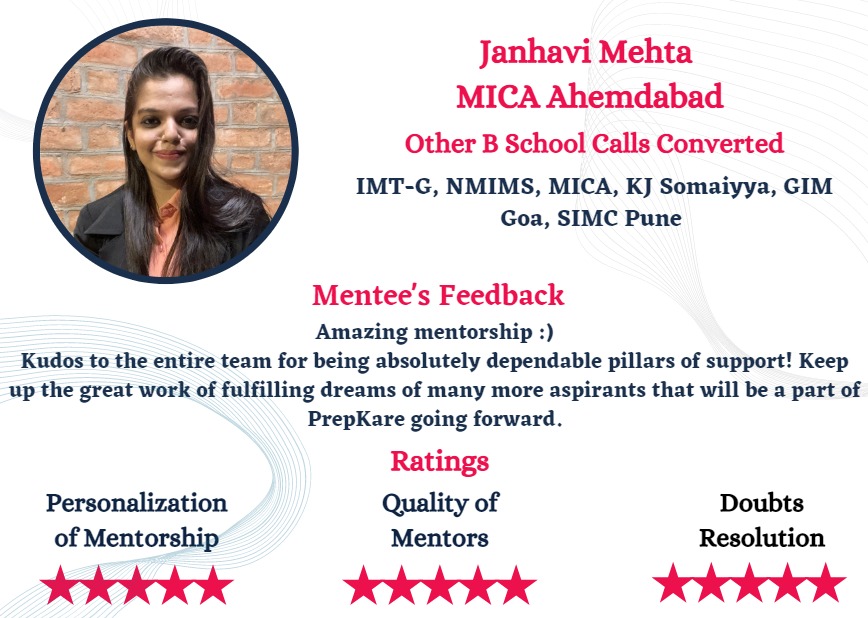 Janhavi Mehta
MICA Ahemdabad
Other B School Calls Converted
IMT-G, NMIMS, MICA, KJ Somaiyya, GIM
Goa, SIMC Pune
Mentee's Feedback
Amazing mentorship :)
Kudos to the entire team for being absolutely dependable pillars of support! Keep
up the great work of fulfilling dreams of many more aspirants that will be a part of
PrepKare going forward.
Ratings
Personalization
of Mentorship
Quality of
Mentors
Doubts
Resolution